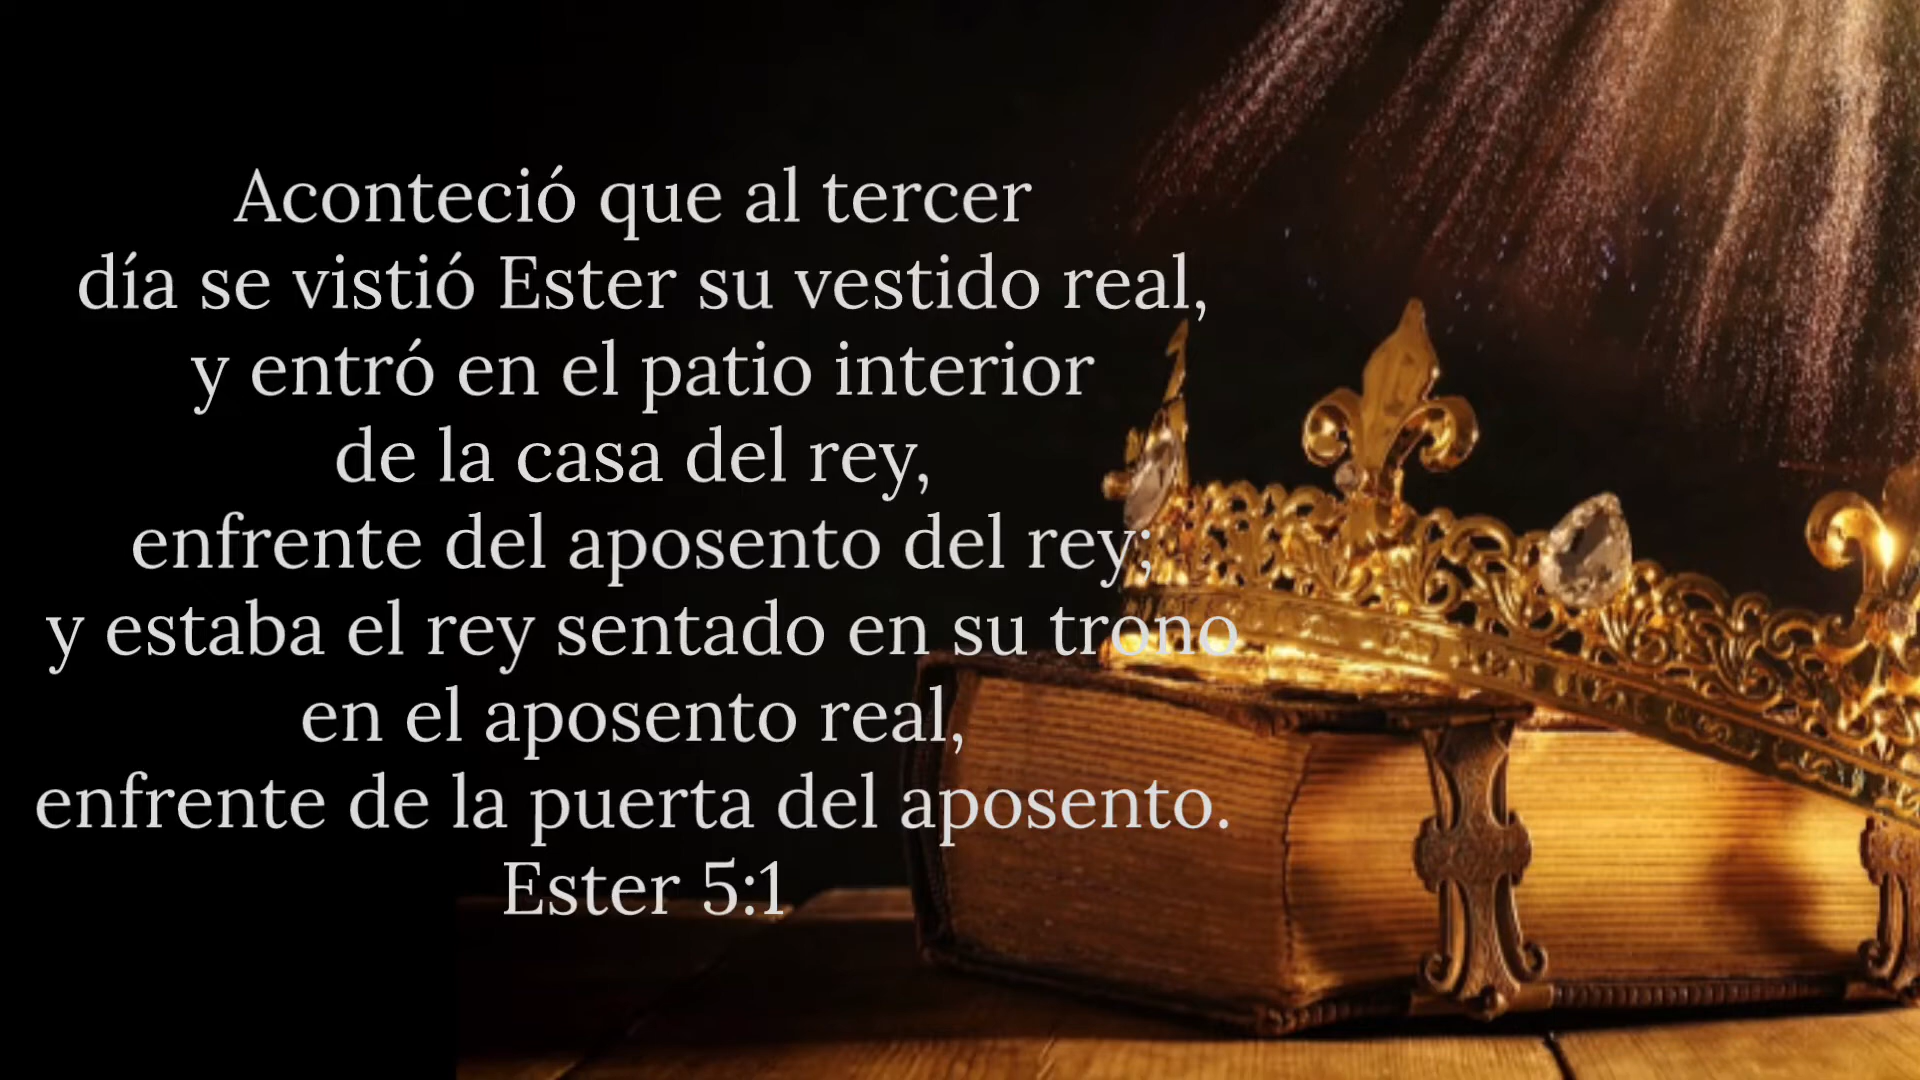 Aconteció que al tercer
día se vistió Ester su vestido real,
y entró en el patio interior
de la casa del rey,
enfrente del aposento del rey;
y estaba el rey sentado en su trono
en el aposento real,
enfrente de la puerta del aposento.
Ester 5:1